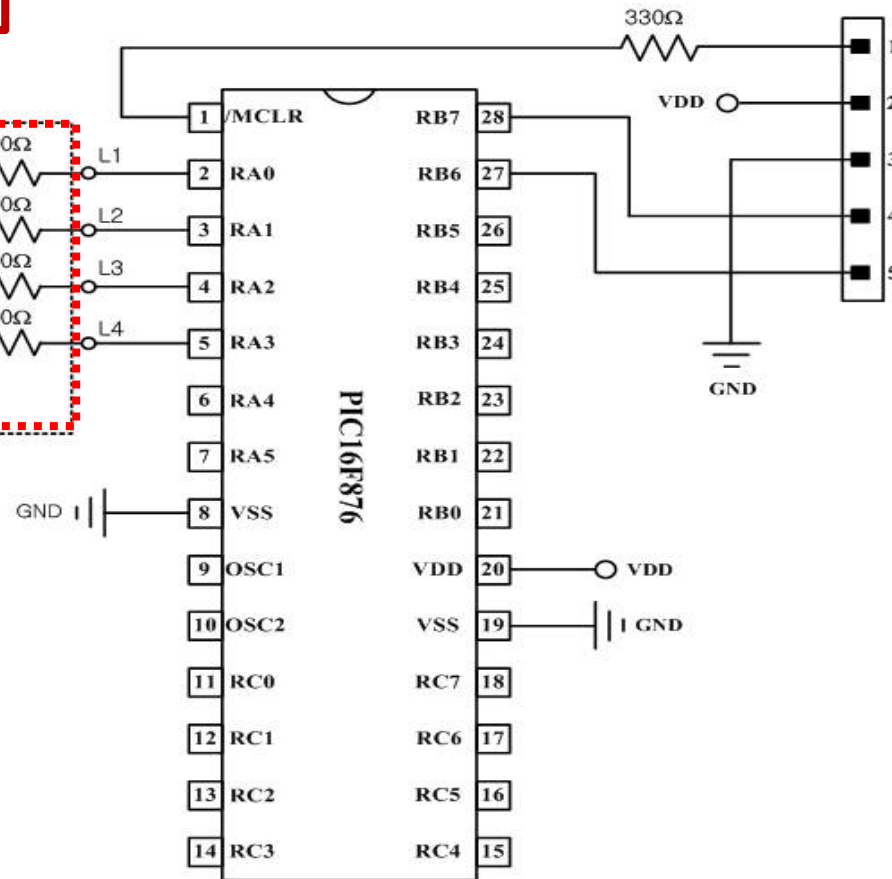 330Ω
1
VDD
2
3
4
5
GND
0Ω
L1
0Ω
L2
0Ω
L3
0Ω
L4
1 /MCLR RB7 28
2 RA0 RB6 27
3 RA1 RB5 26
4 RA2 RB4 25
5 RA3 RB3 24
6 RA4 RB2 23
7 RA5 RB1 22
GND 8 VSS RB0 21
9 OSC1 VDD 20 VDD
10 OSC2 VSS 19 GND
11 RC0 RC7 18
12 RC1 RC6 17
13 RC2 RC5 16
14 RC3 RC4 15
PIC16F876